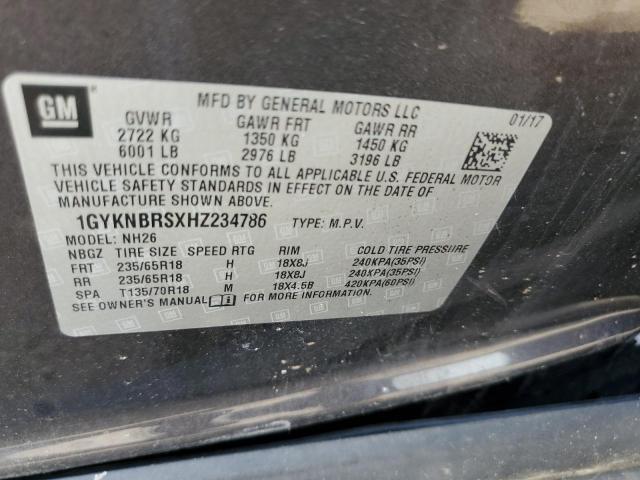 GM
MFD BY GENERAL MOTORS LLC
01/17
GVWR GAWR FRT GAWR RR
2722 KG 1350 KG 1450 KG
6001 LB 2976 LB 3196 LB
THIS VEHICLE CONFORMS TO ALL APPLICABLE U.S. FEDERAL MOTOR
VEHICLE SAFETY STANDARDS IN EFFECT ON THE DATE OF
MANUFACTURE SHOWN ABOVE.
1GYKNBRSXHZ234786 TYPE: M.P.V.
MODEL: NH26
NBGZ TIRE SIZE SPEED RTG RIM COLD TIRE PRESSURE
FRT 235/65R18 H 18X8J 240KPA(35PSI)
RR 235/65R18 H 18X8J 240KPA(35PSI)
SPA T135/70R18 M 18X4.5B 420KPA(60PSI)
SEE OWNER'S MANUAL FOR MORE INFORMATION.